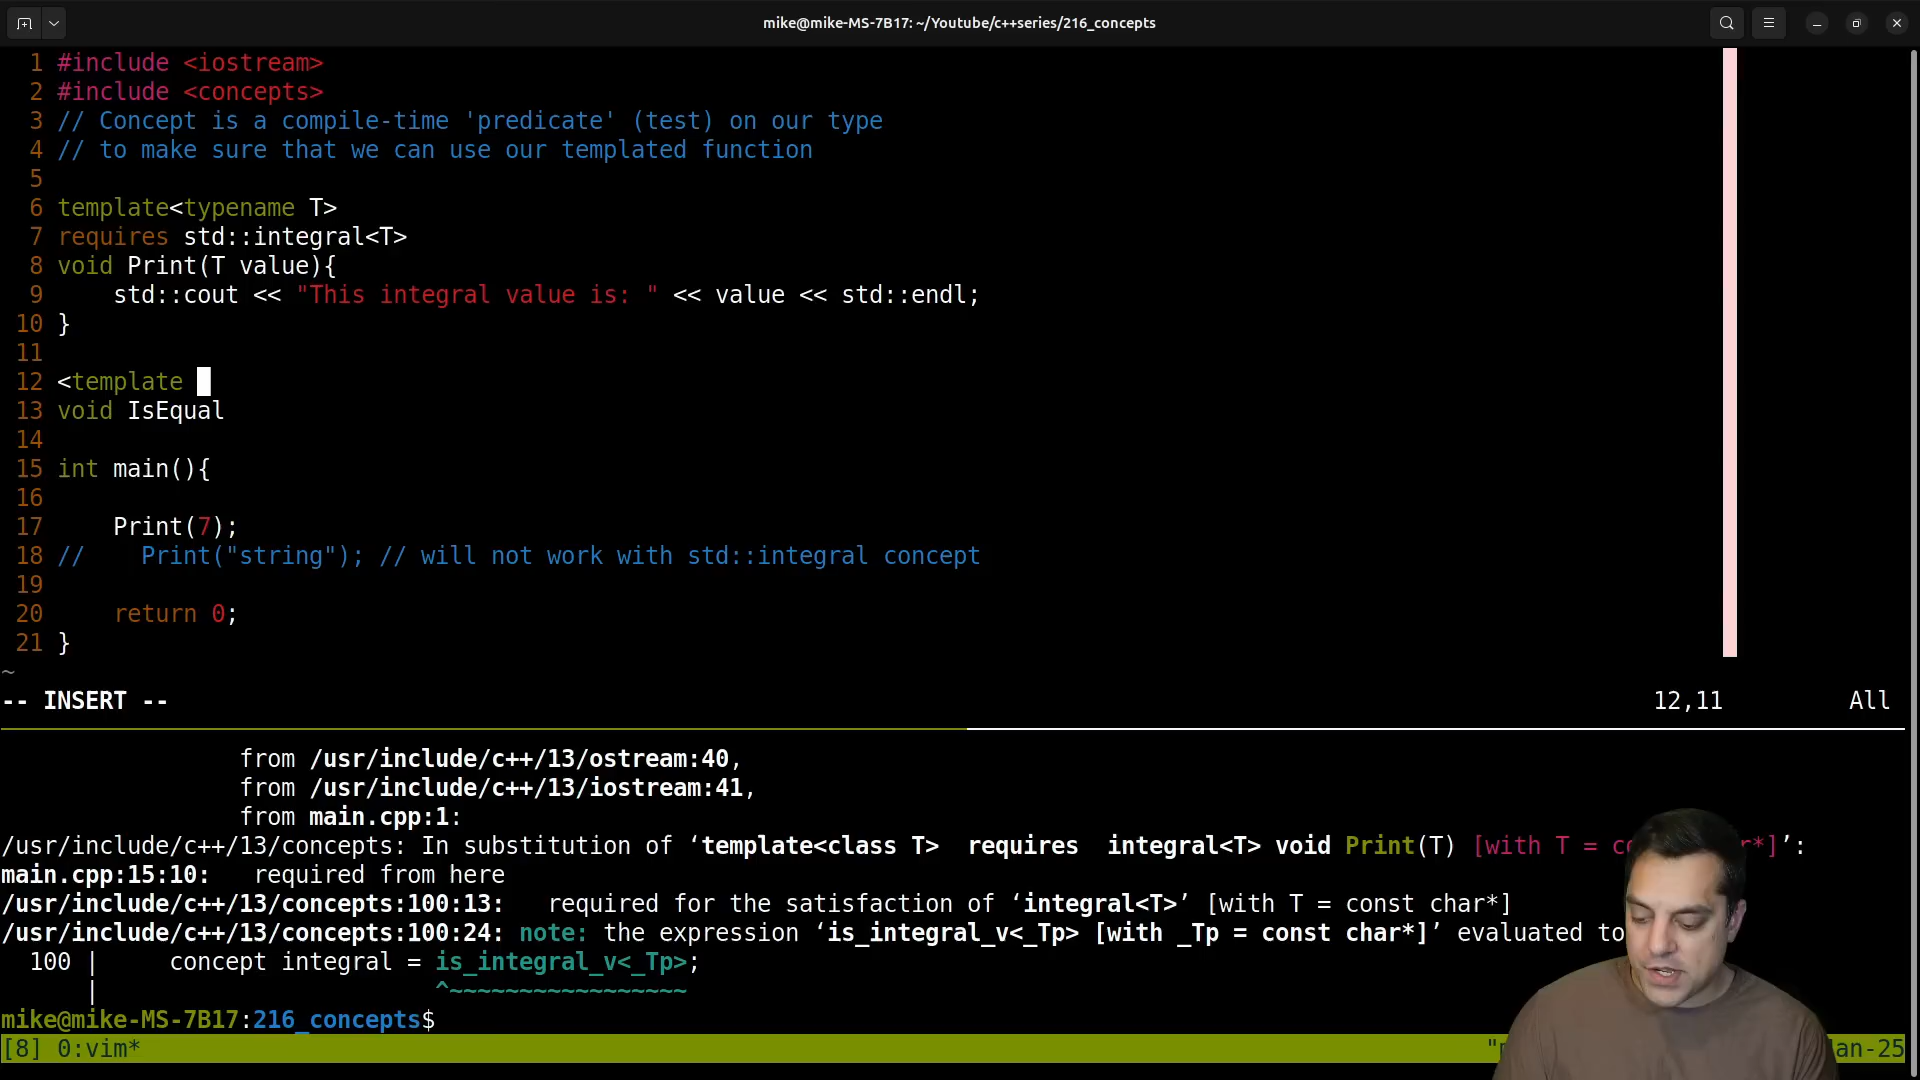 mike@mike-MS-7B17: ~/Youtube/c++series/216_concepts
1 #include <iostream>
2 #include <concepts>
3 // Concept is a compile-time 'predicate' (test) on our type
4 // to make sure that we can use our templated function
5
6 template<typename T>
7 requires std::integral<T>
8 void Print(T value){
9     std::cout << "This integral value is: " << value << std::endl;
10 }
11
12 <template
13 void IsEqual
14
15 int main(){
16
17     Print(7);
18 //    Print("string"); // will not work with std::integral concept
19
20     return 0;
21 }
~
-- INSERT -- 12,11 All
from /usr/include/c++/13/ostream:40,
from /usr/include/c++/13/iostream:41,
from main.cpp:1:
/usr/include/c++/13/concepts: In substitution of ‘template<class T>  requires  integral<T> void Print(T) [with T = r*]’:
main.cpp:15:10:   required from here
/usr/include/c++/13/concepts:100:13:   required for the satisfaction of ‘integral<T>’ [with T = const char*]
/usr/include/c++/13/concepts:100:24: note: the expression ‘is_integral_v<_Tp> [with _Tp = const char*]’ evaluated to
100 |     concept integral = is_integral_v<_Tp>;
|                        ^~~~~~~~~~~~~~~~~~
mike@mike-MS-7B17:216_concepts$
[8] 0:vim* an-25